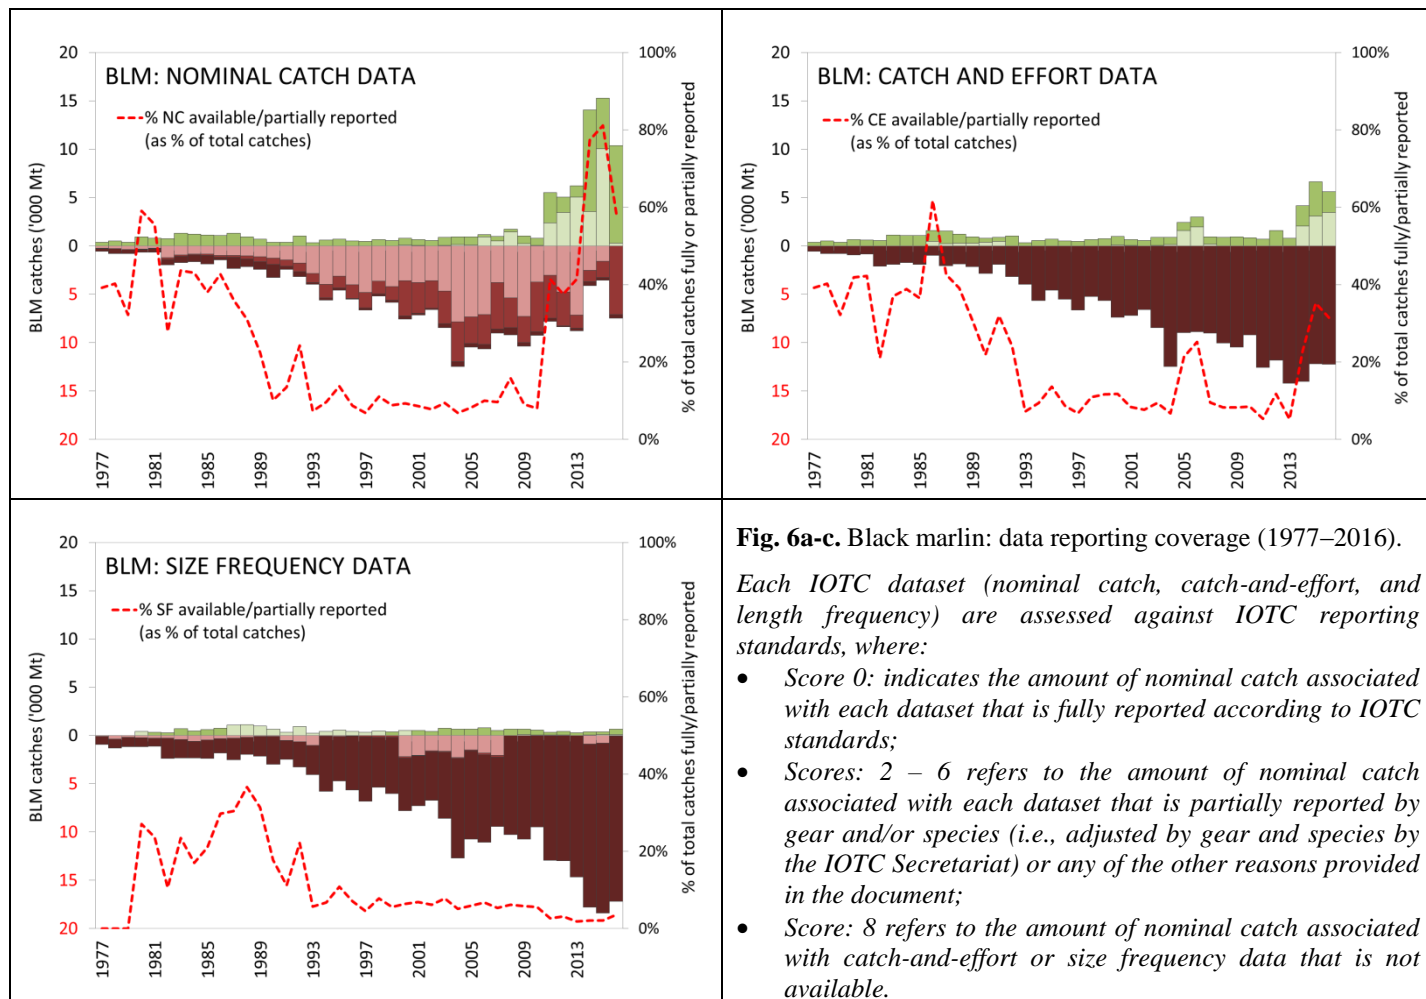 BLM: NOMINAL CATCH DATA
% NC available/partially reported
(as % of total catches)
BLM catches ('000 Mt)
20
15
10
5
0
5
10
15
20
100%
80%
60%
40%
20%
0%
% of total catches fully or partially reported
1977
1981
1985
1989
1993
1997
2001
2005
2009
2013
BLM: CATCH AND EFFORT DATA
% CE available/partially reported
(as % of total catches)
BLM catches ('000 Mt)
20
15
10
5
0
5
10
15
20
100%
80%
60%
40%
20%
0%
% of total catches fully/partially reported
1977
1981
1985
1989
1993
1997
2001
2005
2009
2013
BLM: SIZE FREQUENCY DATA
% SF available/partially reported
(as % of total catches)
BLM catches ('000 Mt)
20
15
10
5
0
5
10
15
20
100%
80%
60%
40%
20%
0%
% of total catches fully/partially reported
1977
1981
1985
1989
1993
1997
2001
2005
2009
2013
Fig. 6a-c. Black marlin: data reporting coverage (1977–2016).
Each IOTC dataset (nominal catch, catch-and-effort, and
length frequency) are assessed against IOTC reporting
standards, where:
• Score 0: indicates the amount of nominal catch associated
with each dataset that is fully reported according to IOTC
standards;
• Scores: 2 – 6 refers to the amount of nominal catch
associated with each dataset that is partially reported by
gear and/or species (i.e., adjusted by gear and species by
the IOTC Secretariat) or any of the other reasons provided
in the document;
• Score: 8 refers to the amount of nominal catch associated
with catch-and-effort or size frequency data that is not
available.